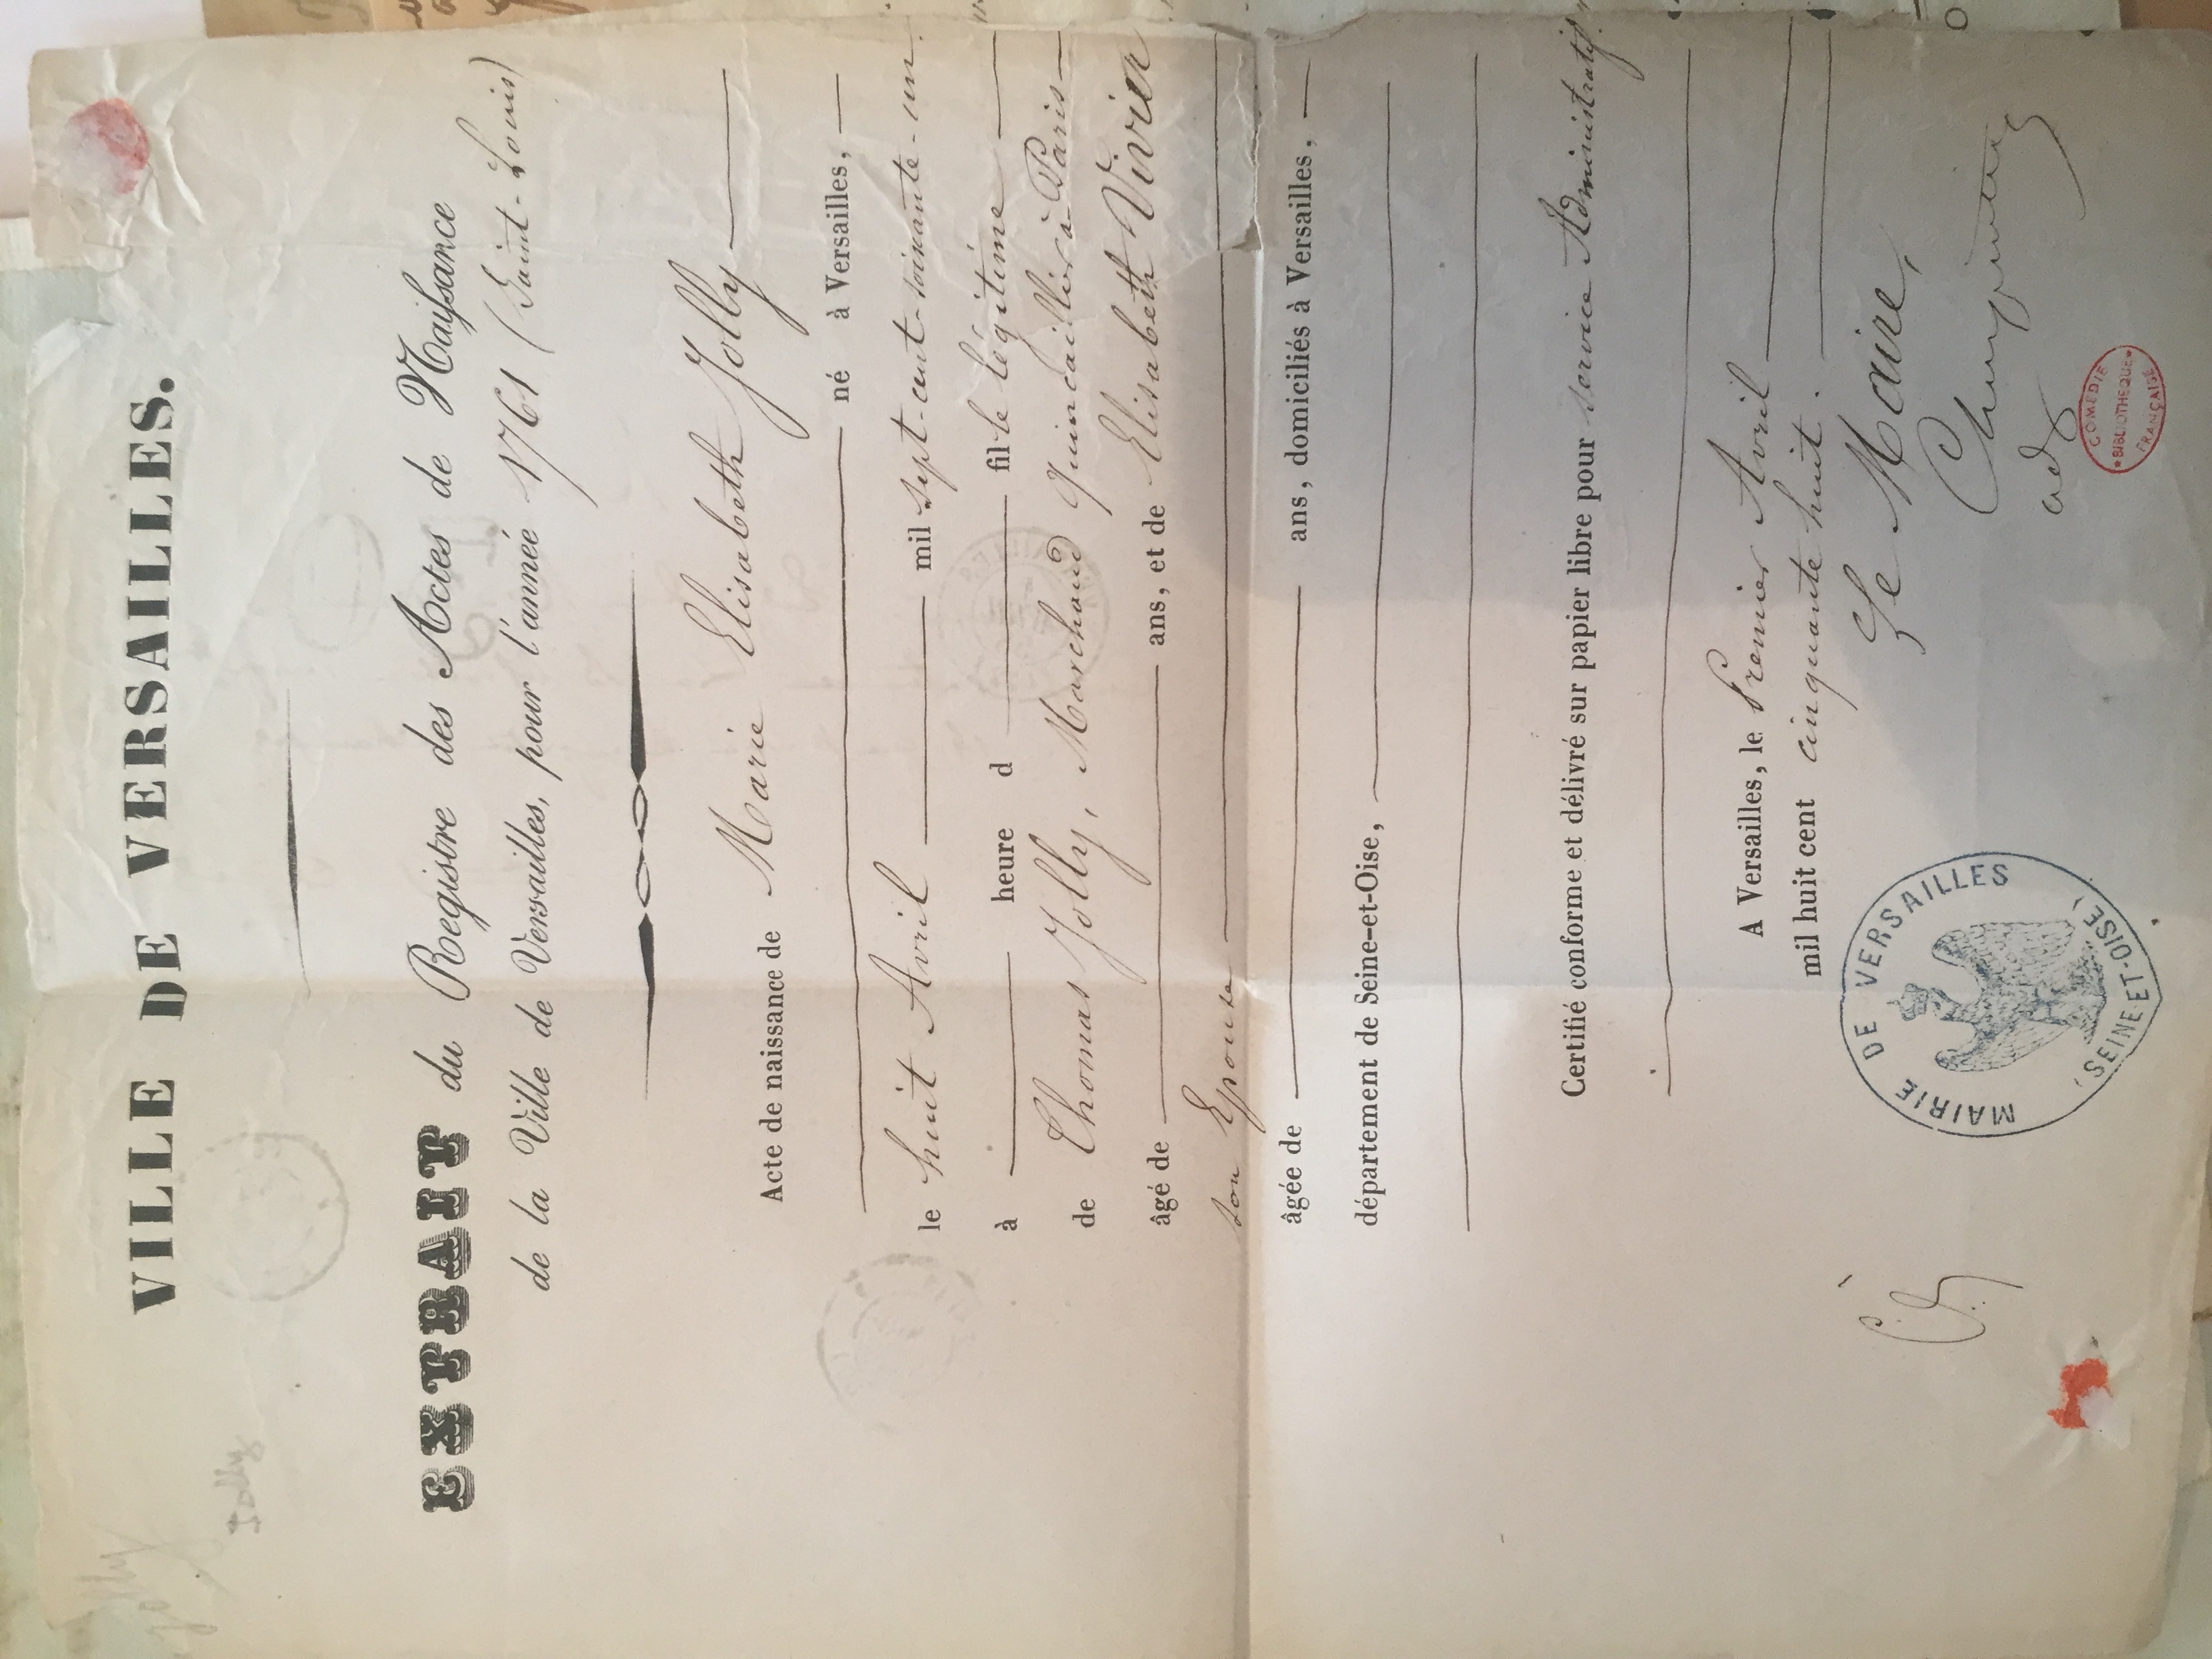 Jolly
Jolly
VILLE DE VERSAILLES.
EXTRAIT du Registre des Actes de Naissance
de la Ville de Versailles, pour l'année 1761 (Saint-Louis)
Acte de naissance de Marie Elisabeth Jolly
né à Versailles,
le huit Avril mil sept-cent-soixante-un.
à heure d fille légitime
de Thomas Jolly, Marchand Quincaillier à Paris
âgé de ans, et de Elisabeth Vivier
son Epouse
âgée de ans, domiciliés à Versailles,
département de Seine-et-Oise,
Certifié conforme et délivré sur papier libre pour service Administratif.
A Versailles, le Premier Avril
mil huit cent cinquante huit.
Le Maire,
Charpentier
adj
MAIRIE DE VERSAILLES
(SEINE-ET-OISE)
COMEDIE
BIBLIOTHEQUE
FRANÇAISE